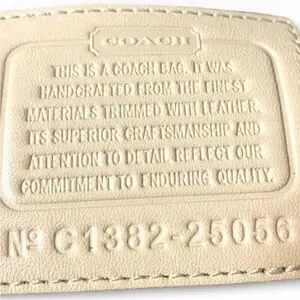 COACH
THIS IS A COACH BAG. IT WAS
HANDCRAFTED FROM THE FINEST
MATERIALS TRIMMED WITH LEATHER.
ITS SUPERIOR CRAFTSMANSHIP AND
ATTENTION TO DETAIL REFLECT OUR
COMMITMENT TO ENDURING QUALITY.
Nº C1382-25056